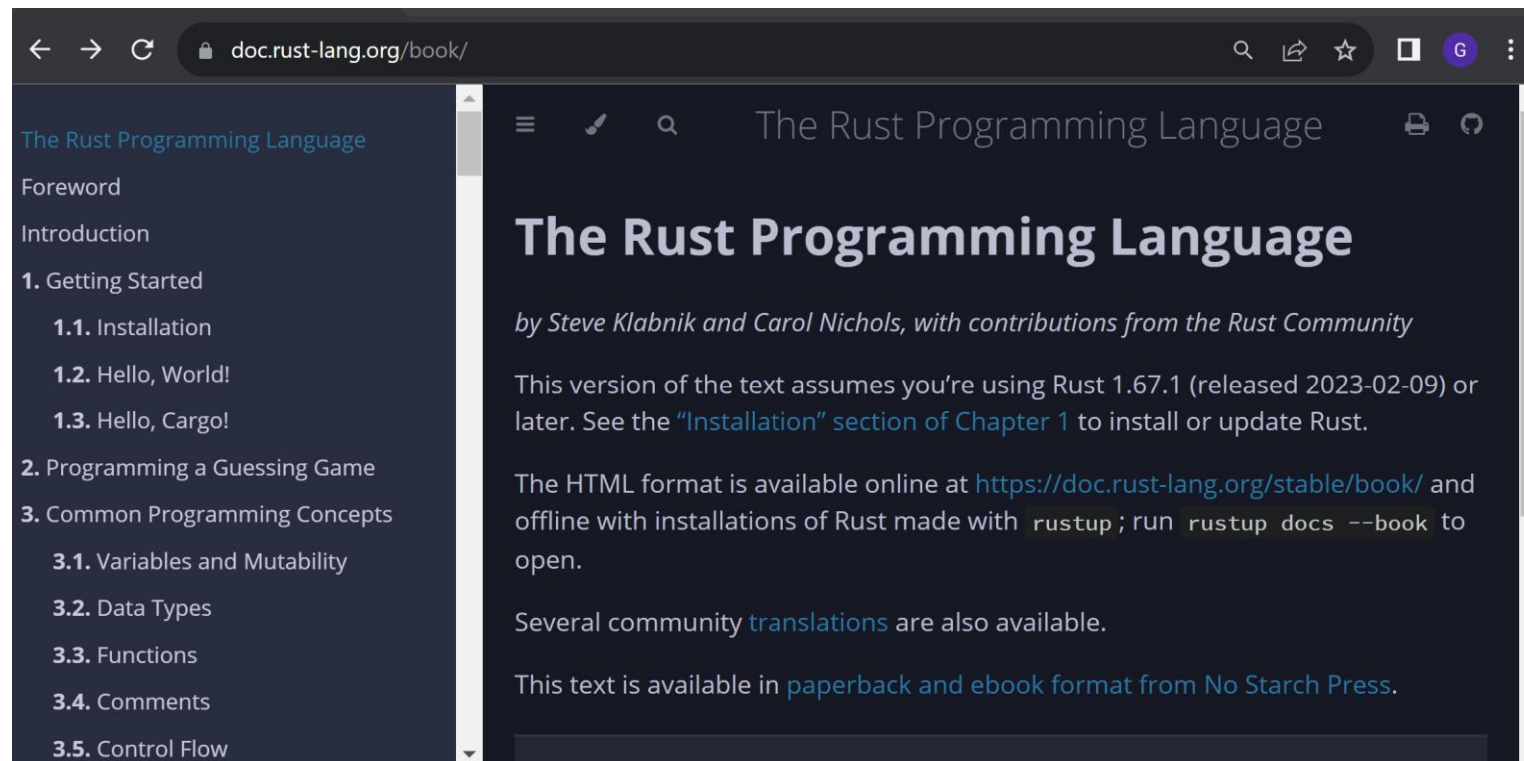 doc.rust-lang.org/book/
G
The Rust Programming Language
Foreword
Introduction
1. Getting Started
1.1. Installation
1.2. Hello, World!
1.3. Hello, Cargo!
2. Programming a Guessing Game
3. Common Programming Concepts
3.1. Variables and Mutability
3.2. Data Types
3.3. Functions
3.4. Comments
3.5. Control Flow
The Rust Programming Language
The Rust Programming Language
by Steve Klabnik and Carol Nichols, with contributions from the Rust Community
This version of the text assumes you’re using Rust 1.67.1 (released 2023-02-09) or
later. See the “Installation” section of Chapter 1 to install or update Rust.
The HTML format is available online at https://doc.rust-lang.org/stable/book/ and
offline with installations of Rust made with rustup; run rustup docs --book to
open.
Several community translations are also available.
This text is available in paperback and ebook format from No Starch Press.